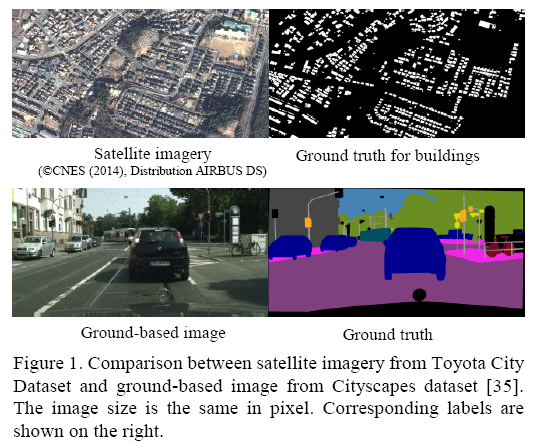 Satellite imagery
Ground truth for buildings
(©CNES (2014), Distribution AIRBUS DS)
Ground-based image
Ground truth
Figure 1. Comparison between satellite imagery from Toyota City
Dataset and ground-based image from Cityscapes dataset [35].
The image size is the same in pixel. Corresponding labels are
shown on the right.